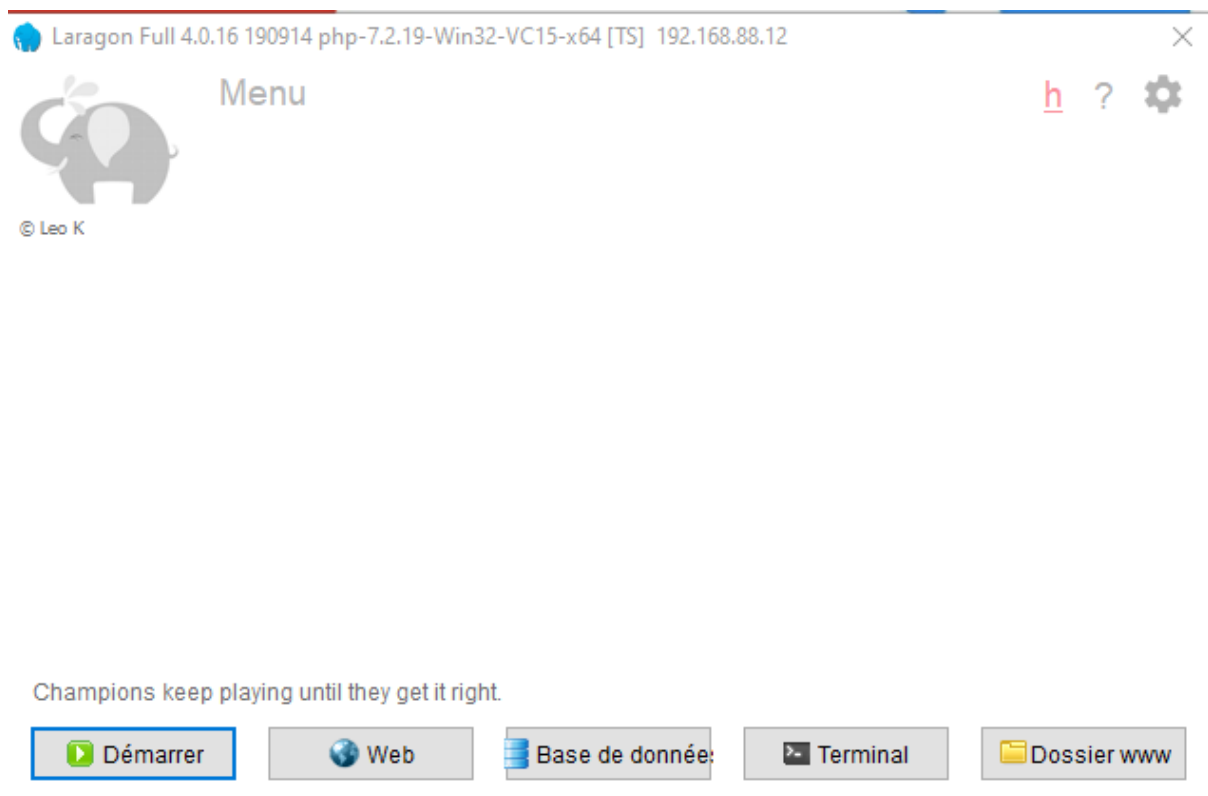 Laragon Full 4.0.16 190914 php-7.2.19-Win32-VC15-x64 [TS] 192.168.88.12
Menu
h ?
© Leo K
Champions keep playing until they get it right.
Démarrer Web Base de donnée Terminal Dossier www